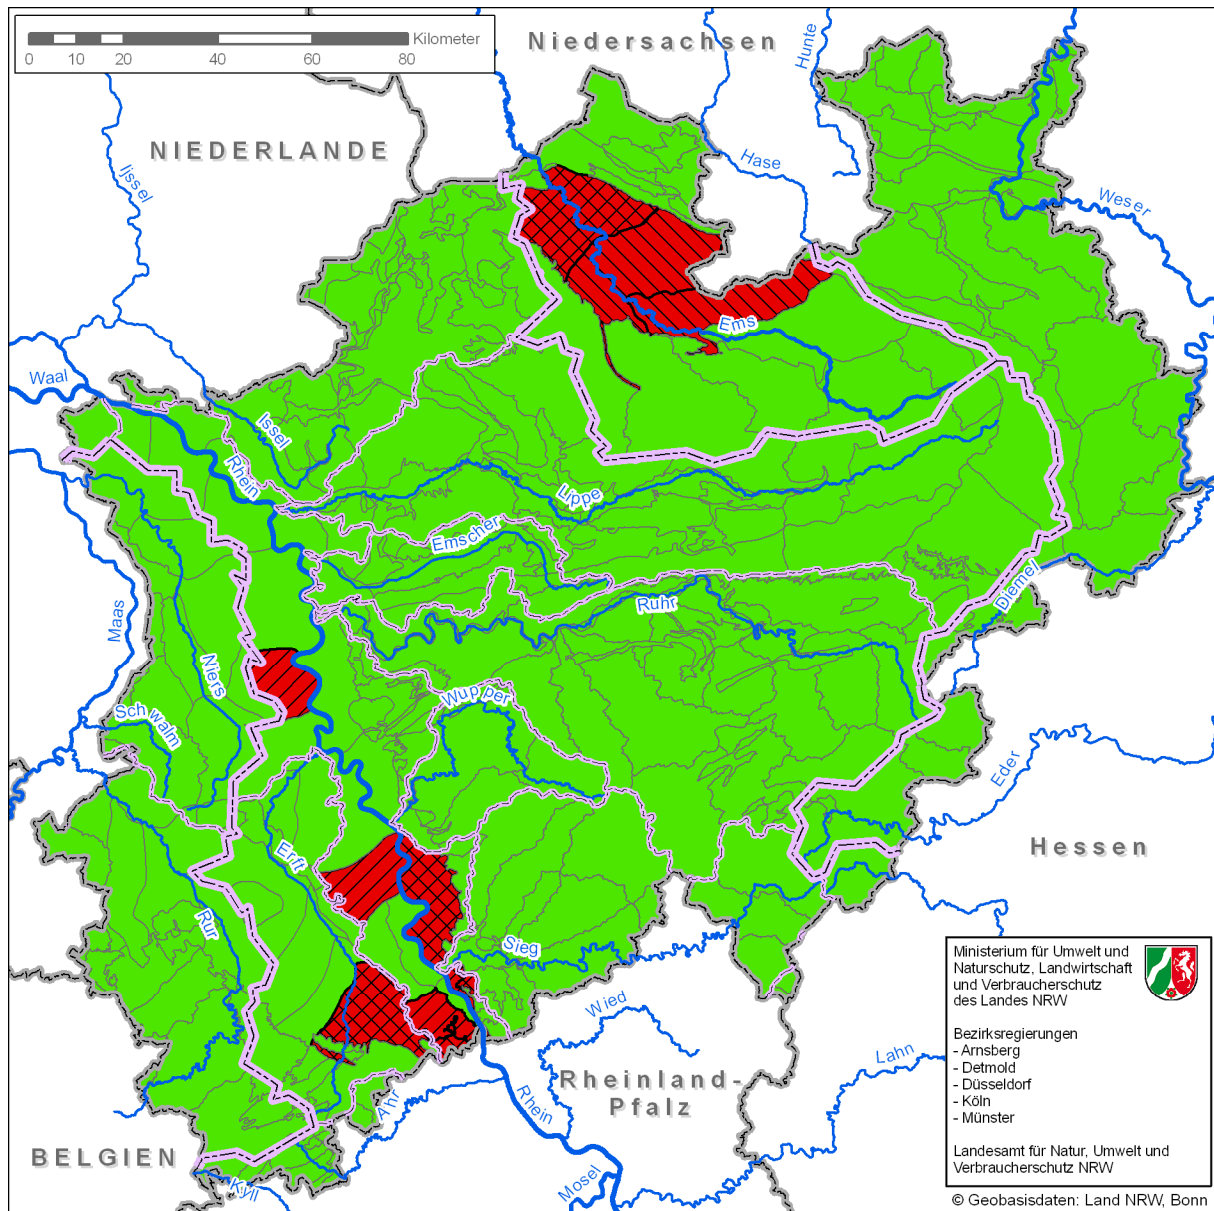 Kilometer
0 10 20 40 60 80
Niedersachsen
Hunte
NIEDERLANDE
Hase
Ijssel
Weser
Ems
Waal
Issel
Rhein
Lippe
Emscher
Diemel
Maas
Ruhr
Niers
Wupper
Schwalm
Eder
Hessen
Erft
Rur
Sieg
Wied
Lahn
Rheinland-
Pfalz
Rhein
Ahr
BELGIEN
Kyll
Mosel
Ministerium für Umwelt und
Naturschutz, Landwirtschaft
und Verbraucherschutz
des Landes NRW
Bezirksregierungen
- Arnsberg
- Detmold
- Düsseldorf
- Köln
- Münster
Landesamt für Natur, Umwelt und
Verbraucherschutz NRW
© Geobasisdaten: Land NRW, Bonn